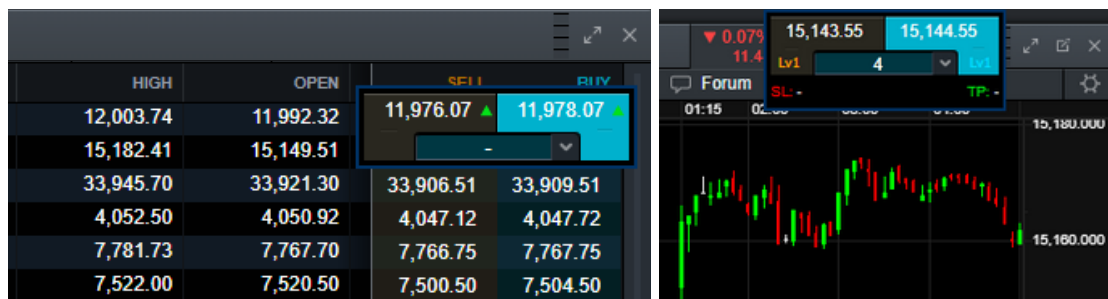 HIGH OPEN SELL BUY
12,003.74 11,992.32 11,976.07 11,978.07
-
15,182.41 15,149.51
33,945.70 33,921.30 33,906.51 33,909.51
4,052.50 4,050.92 4,047.12 4,047.72
7,781.73 7,767.70 7,766.75 7,767.75
7,522.00 7,520.50 7,500.50 7,504.50
0.07%
15,143.55 15,144.55
11.4
Lv1 4 Lv1
Forum
SL: - TP: -
01:15
15,180.000
15,160.000